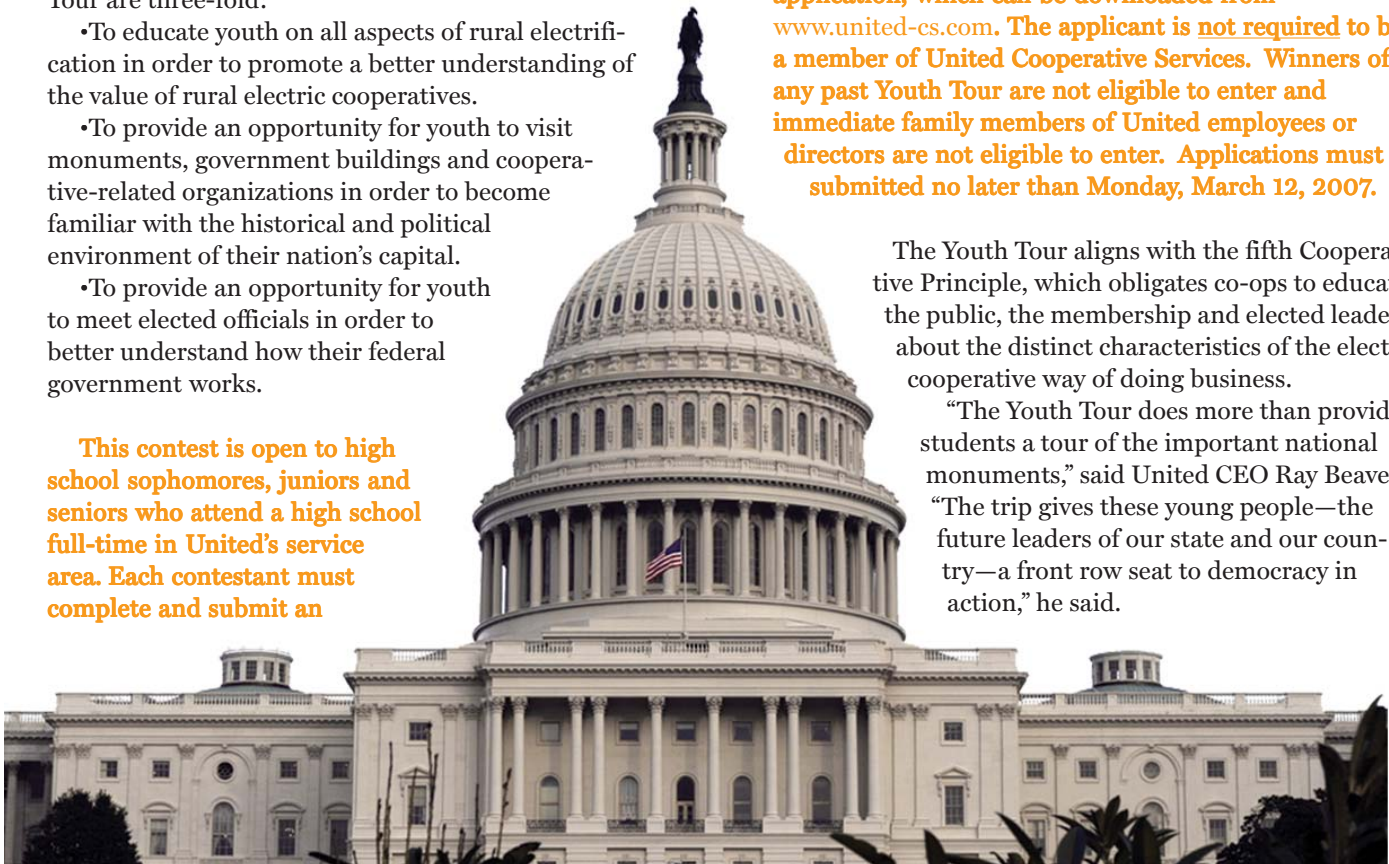 Tour are three-fold:
•To educate youth on all aspects of rural electrifi-
cation in order to promote a better understanding of
the value of rural electric cooperatives.
•To provide an opportunity for youth to visit
monuments, government buildings and coopera-
tive-related organizations in order to become
familiar with the historical and political
environment of their nation’s capital.
•To provide an opportunity for youth
to meet elected officials in order to
better understand how their federal
government works.
This contest is open to high
school sophomores, juniors and
seniors who attend a high school
full-time in United’s service
area. Each contestant must
complete and submit an
application, which can be downloaded from
www.united-cs.com. The applicant is not required to
a member of United Cooperative Services. Winners of
any past Youth Tour are not eligible to enter and
immediate family members of United employees or
directors are not eligible to enter. Applications must
submitted no later than Monday, March 12, 2007.
The Youth Tour aligns with the fifth Coopera
tive Principle, which obligates co-ops to educa
the public, the membership and elected leade
about the distinct characteristics of the elect
cooperative way of doing business.
“The Youth Tour does more than provid
students a tour of the important national
monuments,” said United CEO Ray Beave
“The trip gives these young people—the
future leaders of our state and our coun-
try—a front row seat to democracy in
action,” he said.